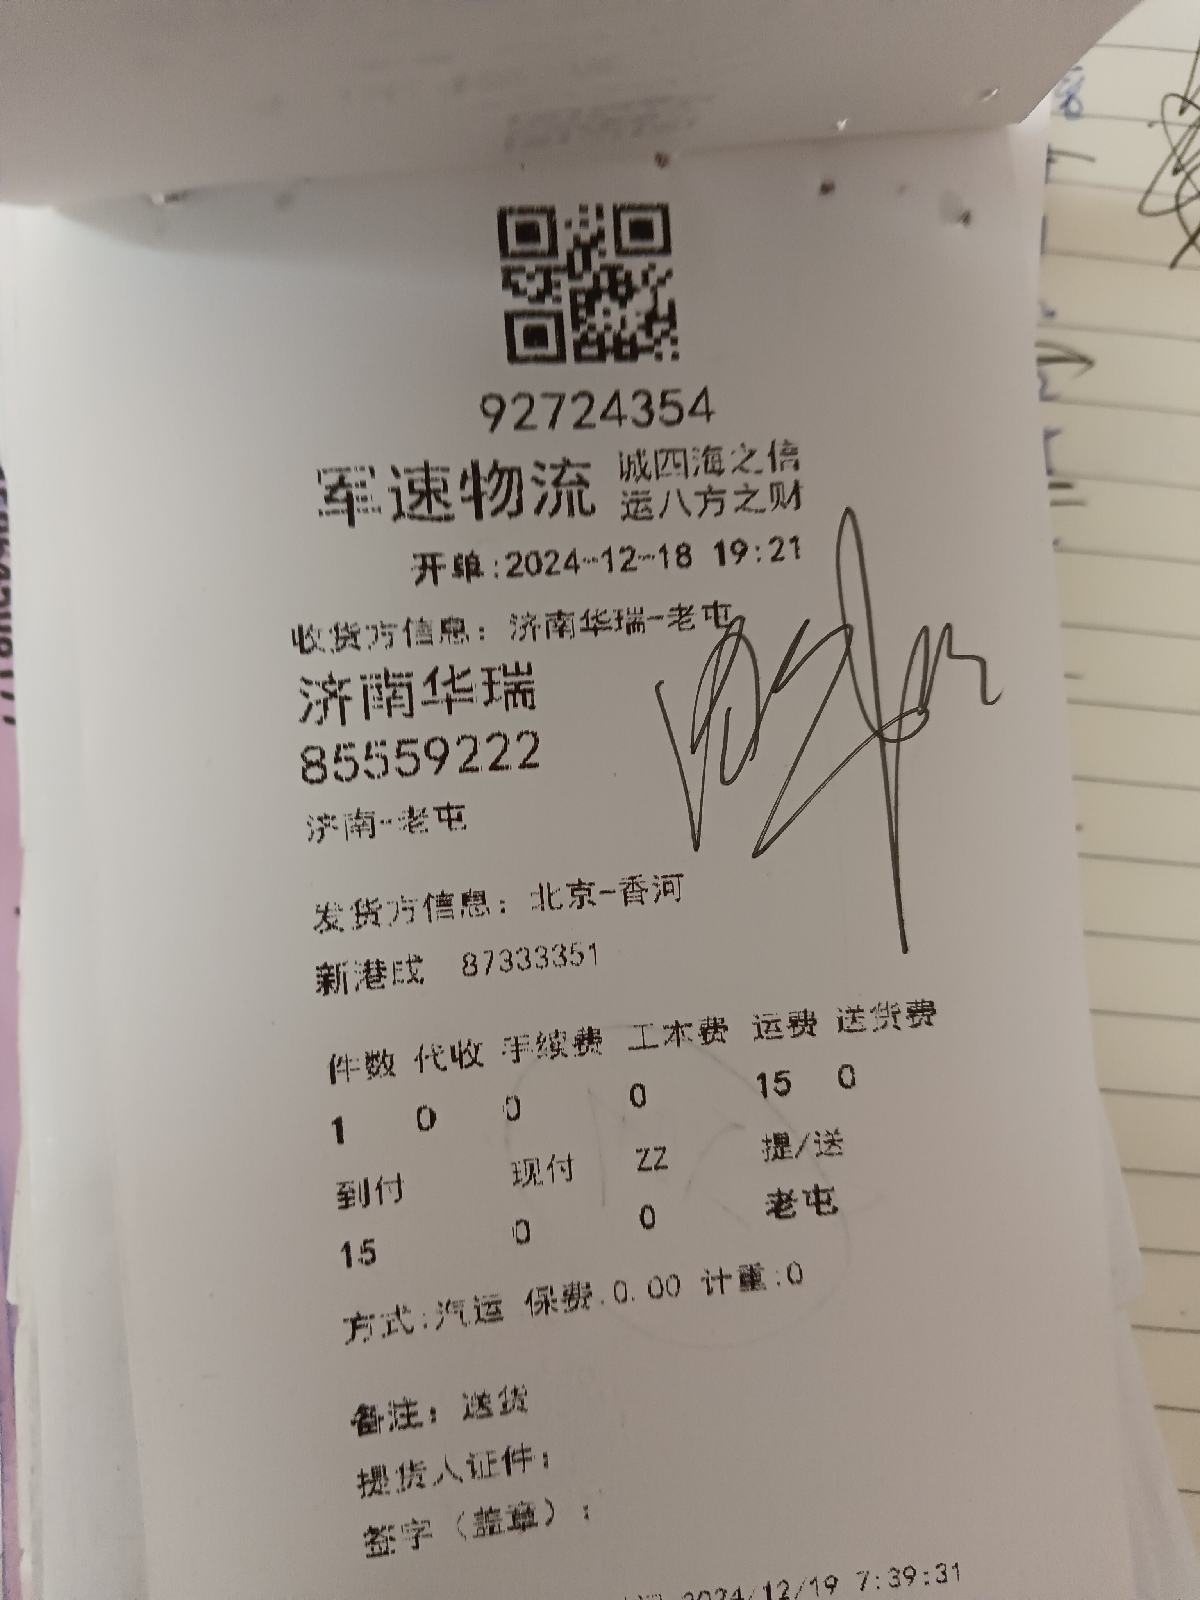 92724354
军速物流 诚四海之信
运八方之财
开单:2024-12-18 19:21
收货方信息：济南华瑞-老屯
济南华瑞
85559222
济南-老屯
发货方信息：北京-香河
新港成 87333351
件数 代收 手续费 工本费 运费 送货费
1 0 0 0 15 0
到付 现付 ZZ 提/送
15 0 0 老屯
方式:汽运 保费:0.00 计重:0
备注：送货
提货人证件：
签字（盖章）：
2024/12/19 7:39:31